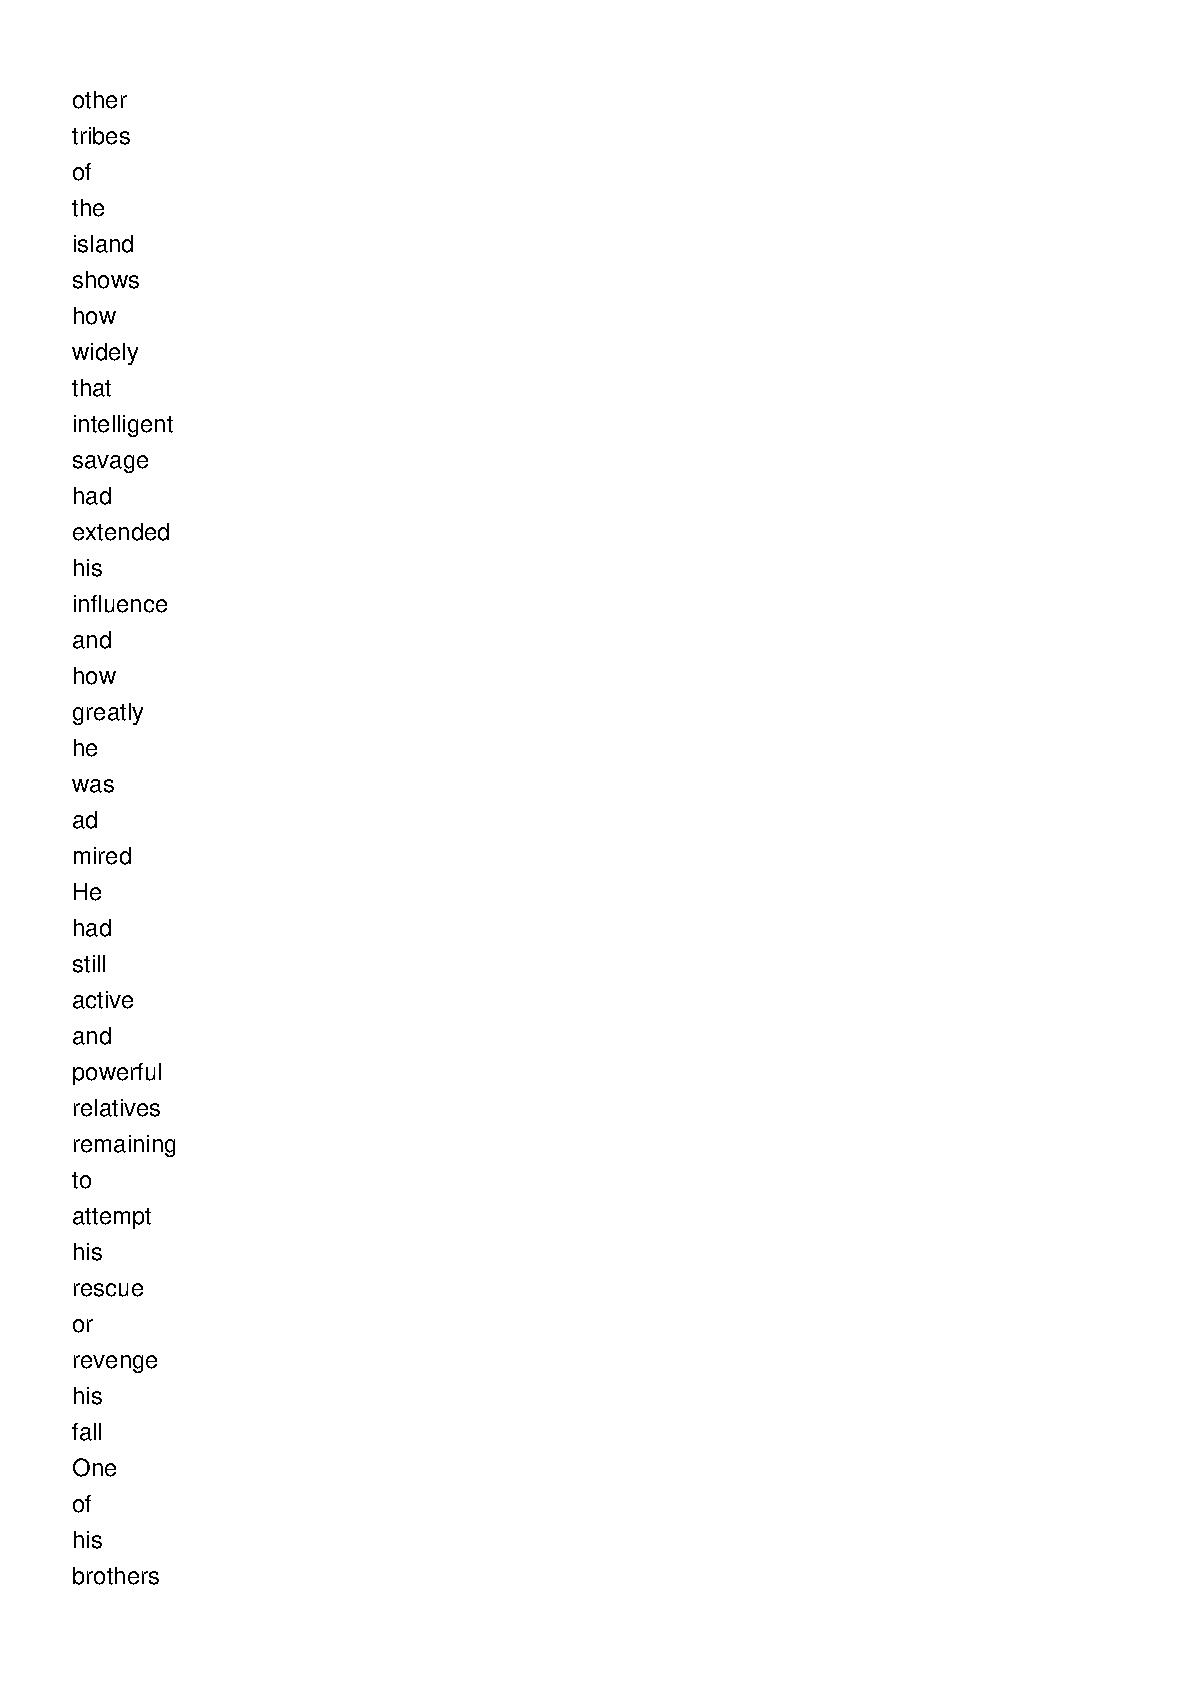 other
tribes
of
the
island
shows
how
widely
that
intelligent
savage
had
extended
his
influence
and
how
greatly
he
was
ad
mired
He
had
still
active
and
powerful
relatives
remaining
to
attempt
his
rescue
or
revenge
his
fall
One
of
his
brothers